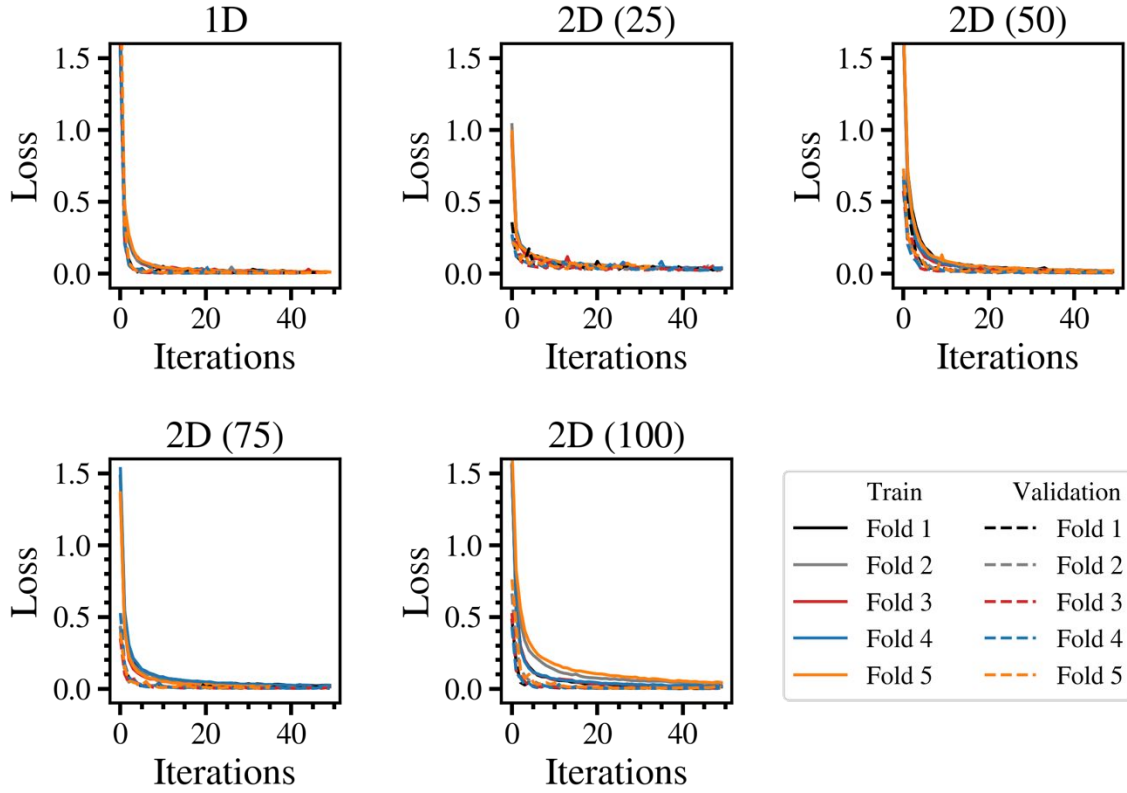 1D
1.5
1.0
0.5
0.0
Loss
0 20 40
Iterations
2D (25)
1.5
1.0
0.5
0.0
Loss
0 20 40
Iterations
2D (50)
1.5
1.0
0.5
0.0
Loss
0 20 40
Iterations
2D (75)
1.5
1.0
0.5
0.0
Loss
0 20 40
Iterations
2D (100)
1.5
1.0
0.5
0.0
Loss
0 20 40
Iterations
Train Validation
Fold 1 Fold 1
Fold 2 Fold 2
Fold 3 Fold 3
Fold 4 Fold 4
Fold 5 Fold 5